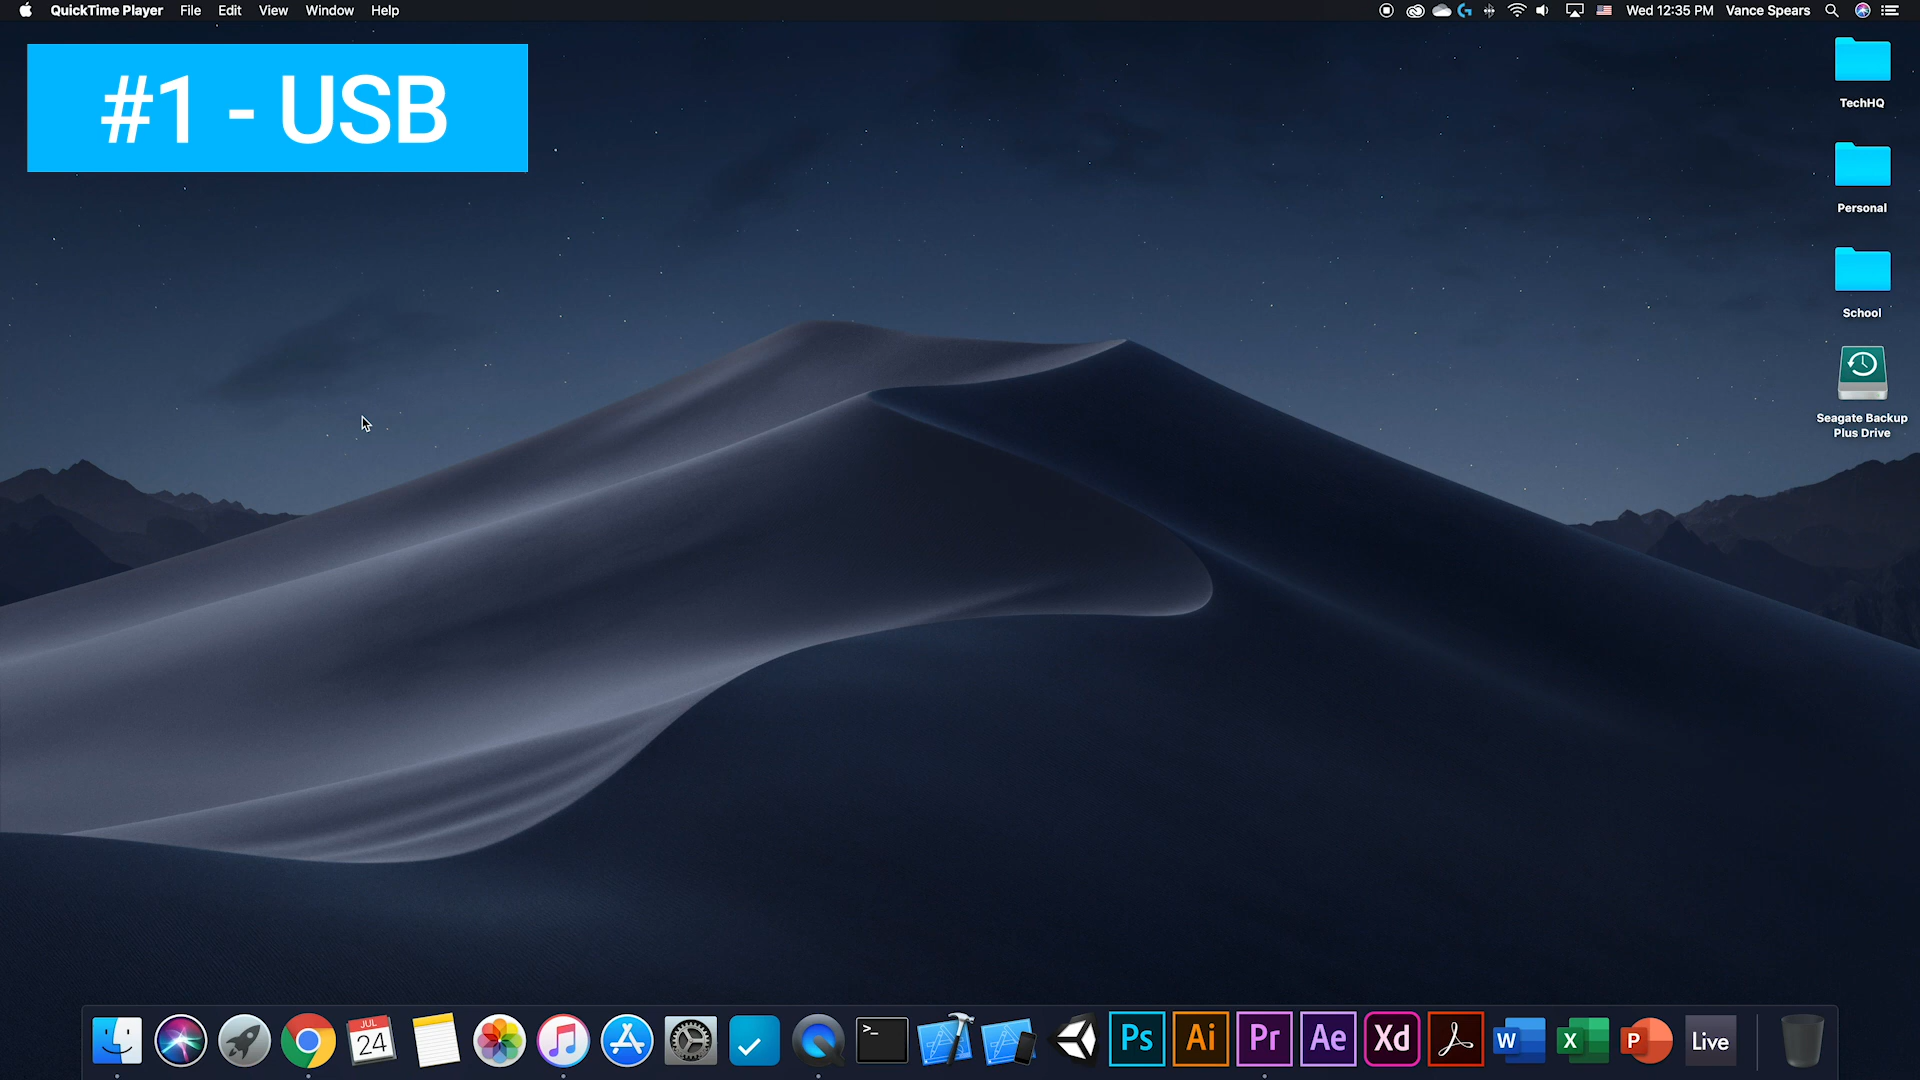 QuickTime Player File Edit View Window Help
Wed 12:35 PM Vance Spears
#1 - USB
TechHQ
Personal
School
Seagate Backup
Plus Drive
JUL
24
>_
Ps
Ai
Pr
Ae
Xd
W
X
P
Live